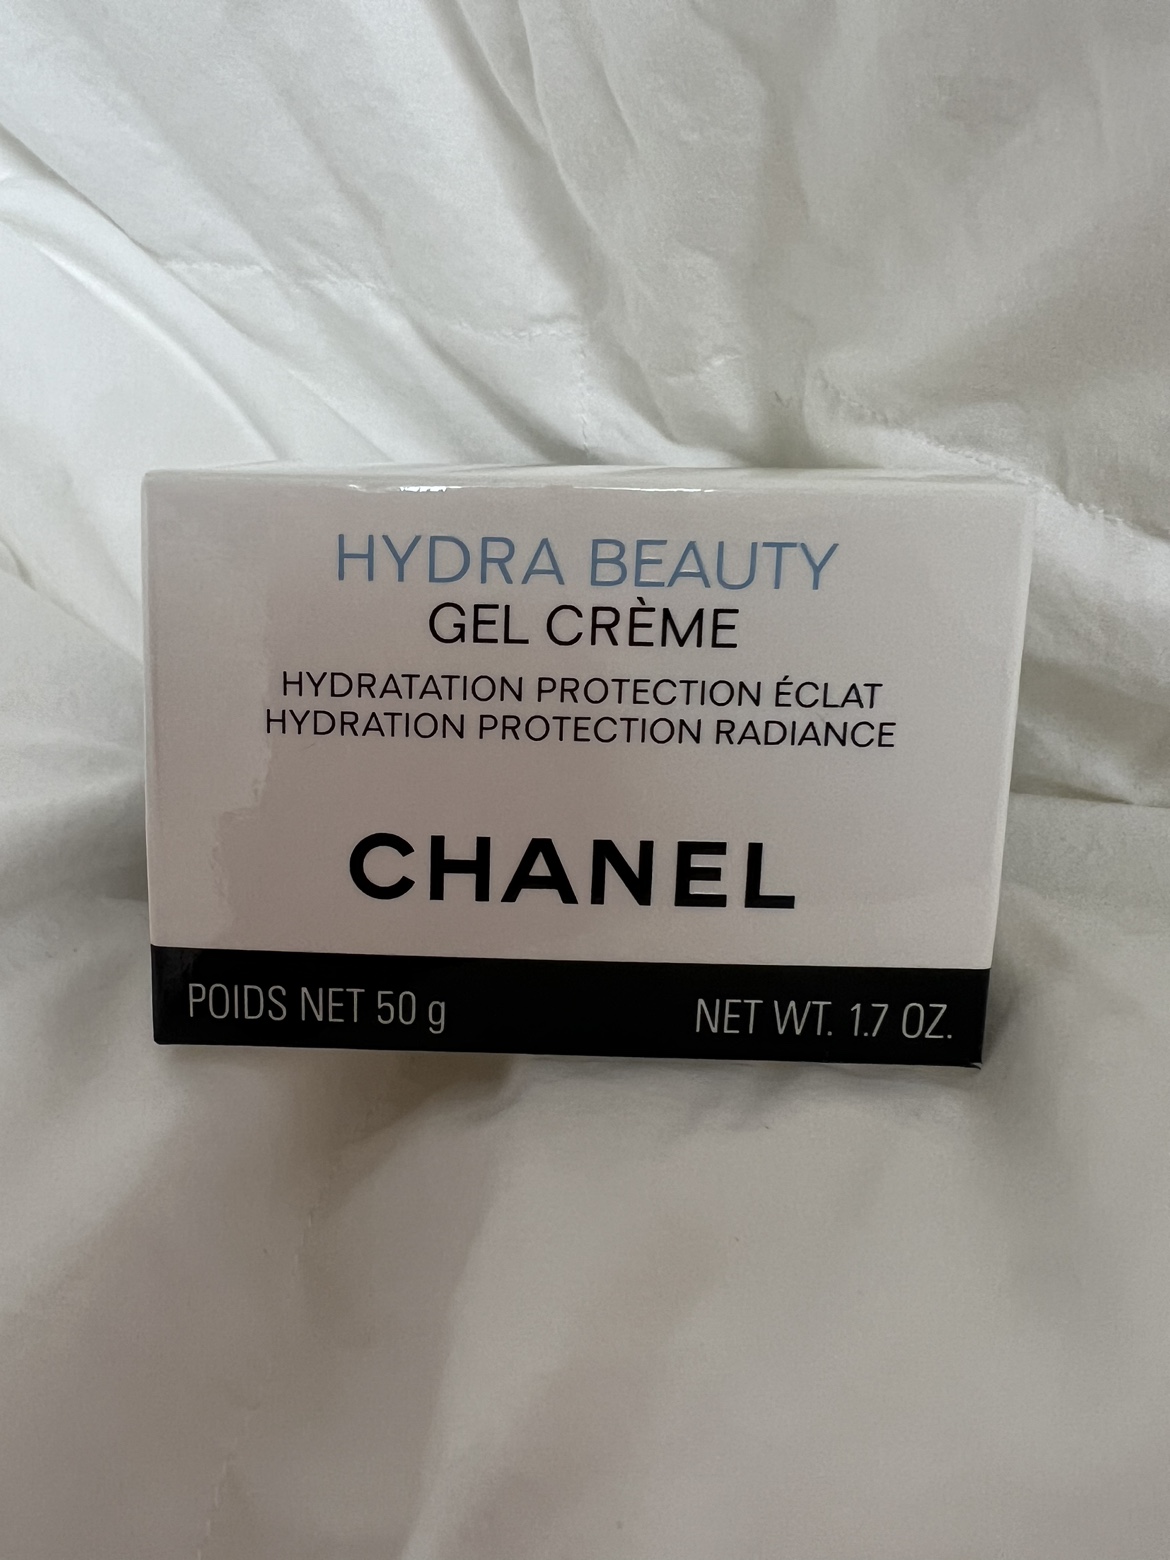 HYDRA BEAUTY
GEL CRÈME
HYDRATATION PROTECTION ÉCLAT
HYDRATION PROTECTION RADIANCE
CHANEL
POIDS NET 50 g NET WT. 1.7 OZ.